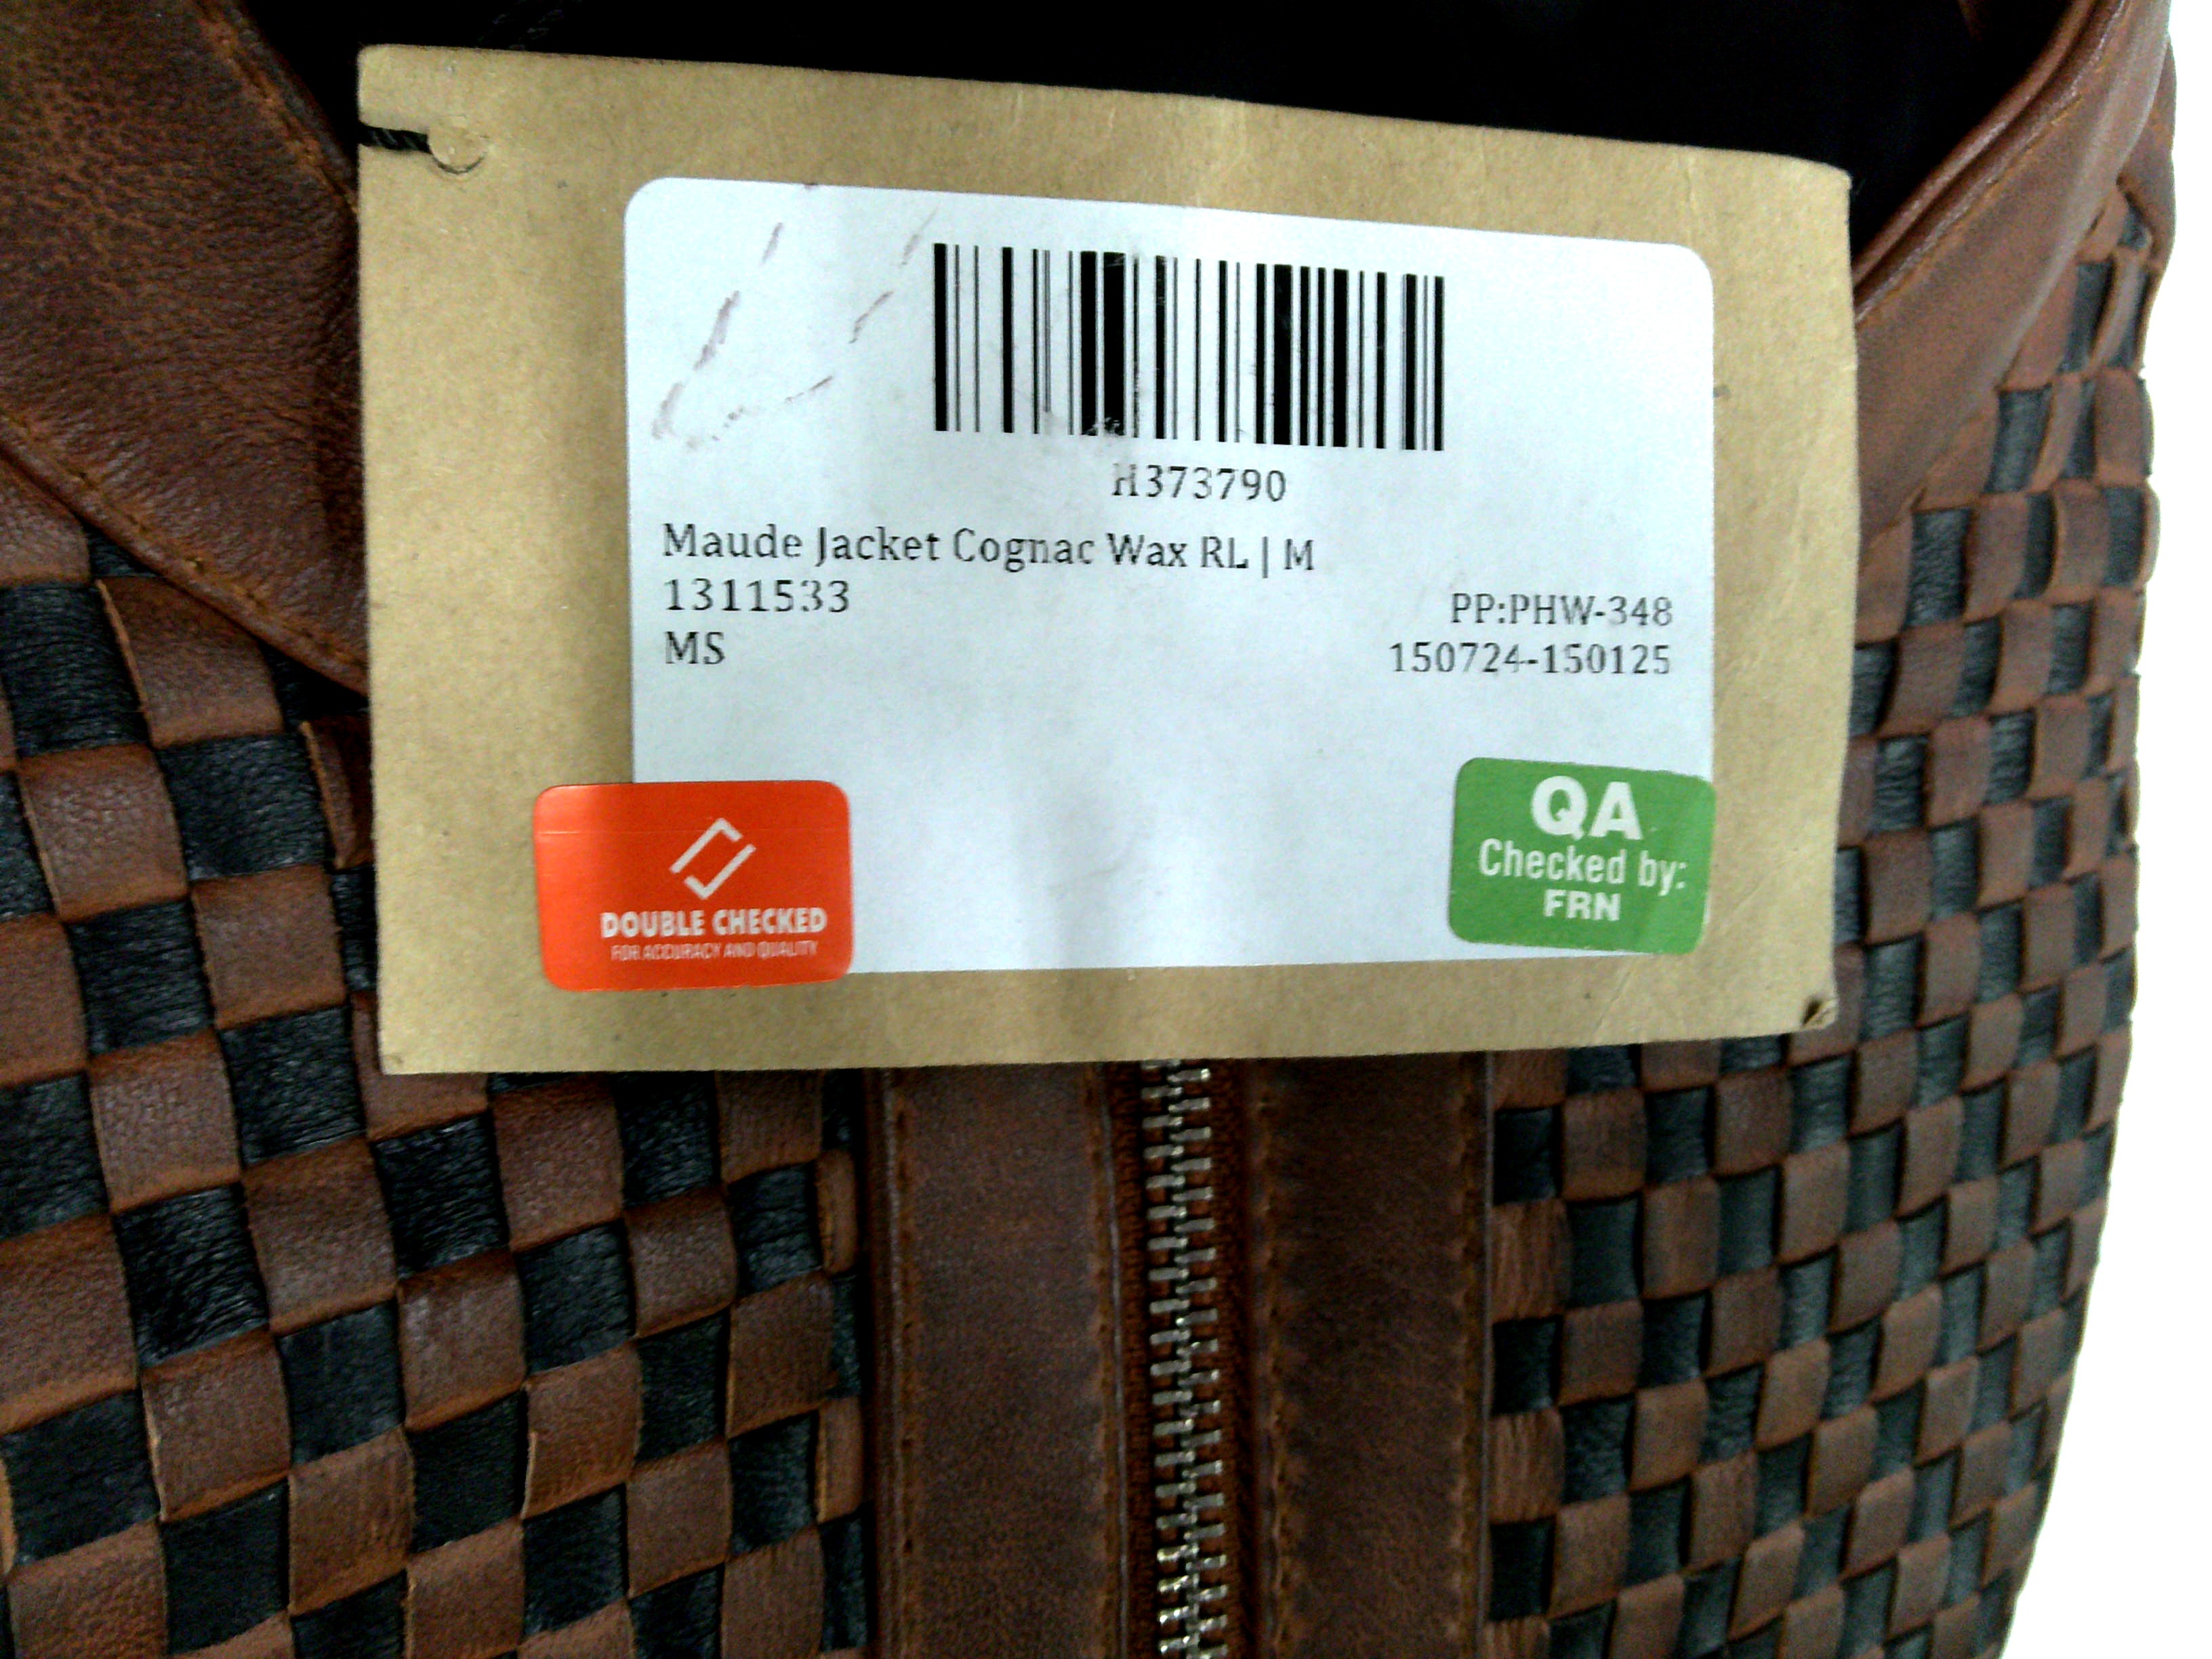 H373790
Maude Jacket Cognac Wax RL | M
1311533
PP:PHW-348
MS
150724-150125
DOUBLE CHECKED
FOR ACCURACY AND QUALITY
QA
Checked by:
FRN